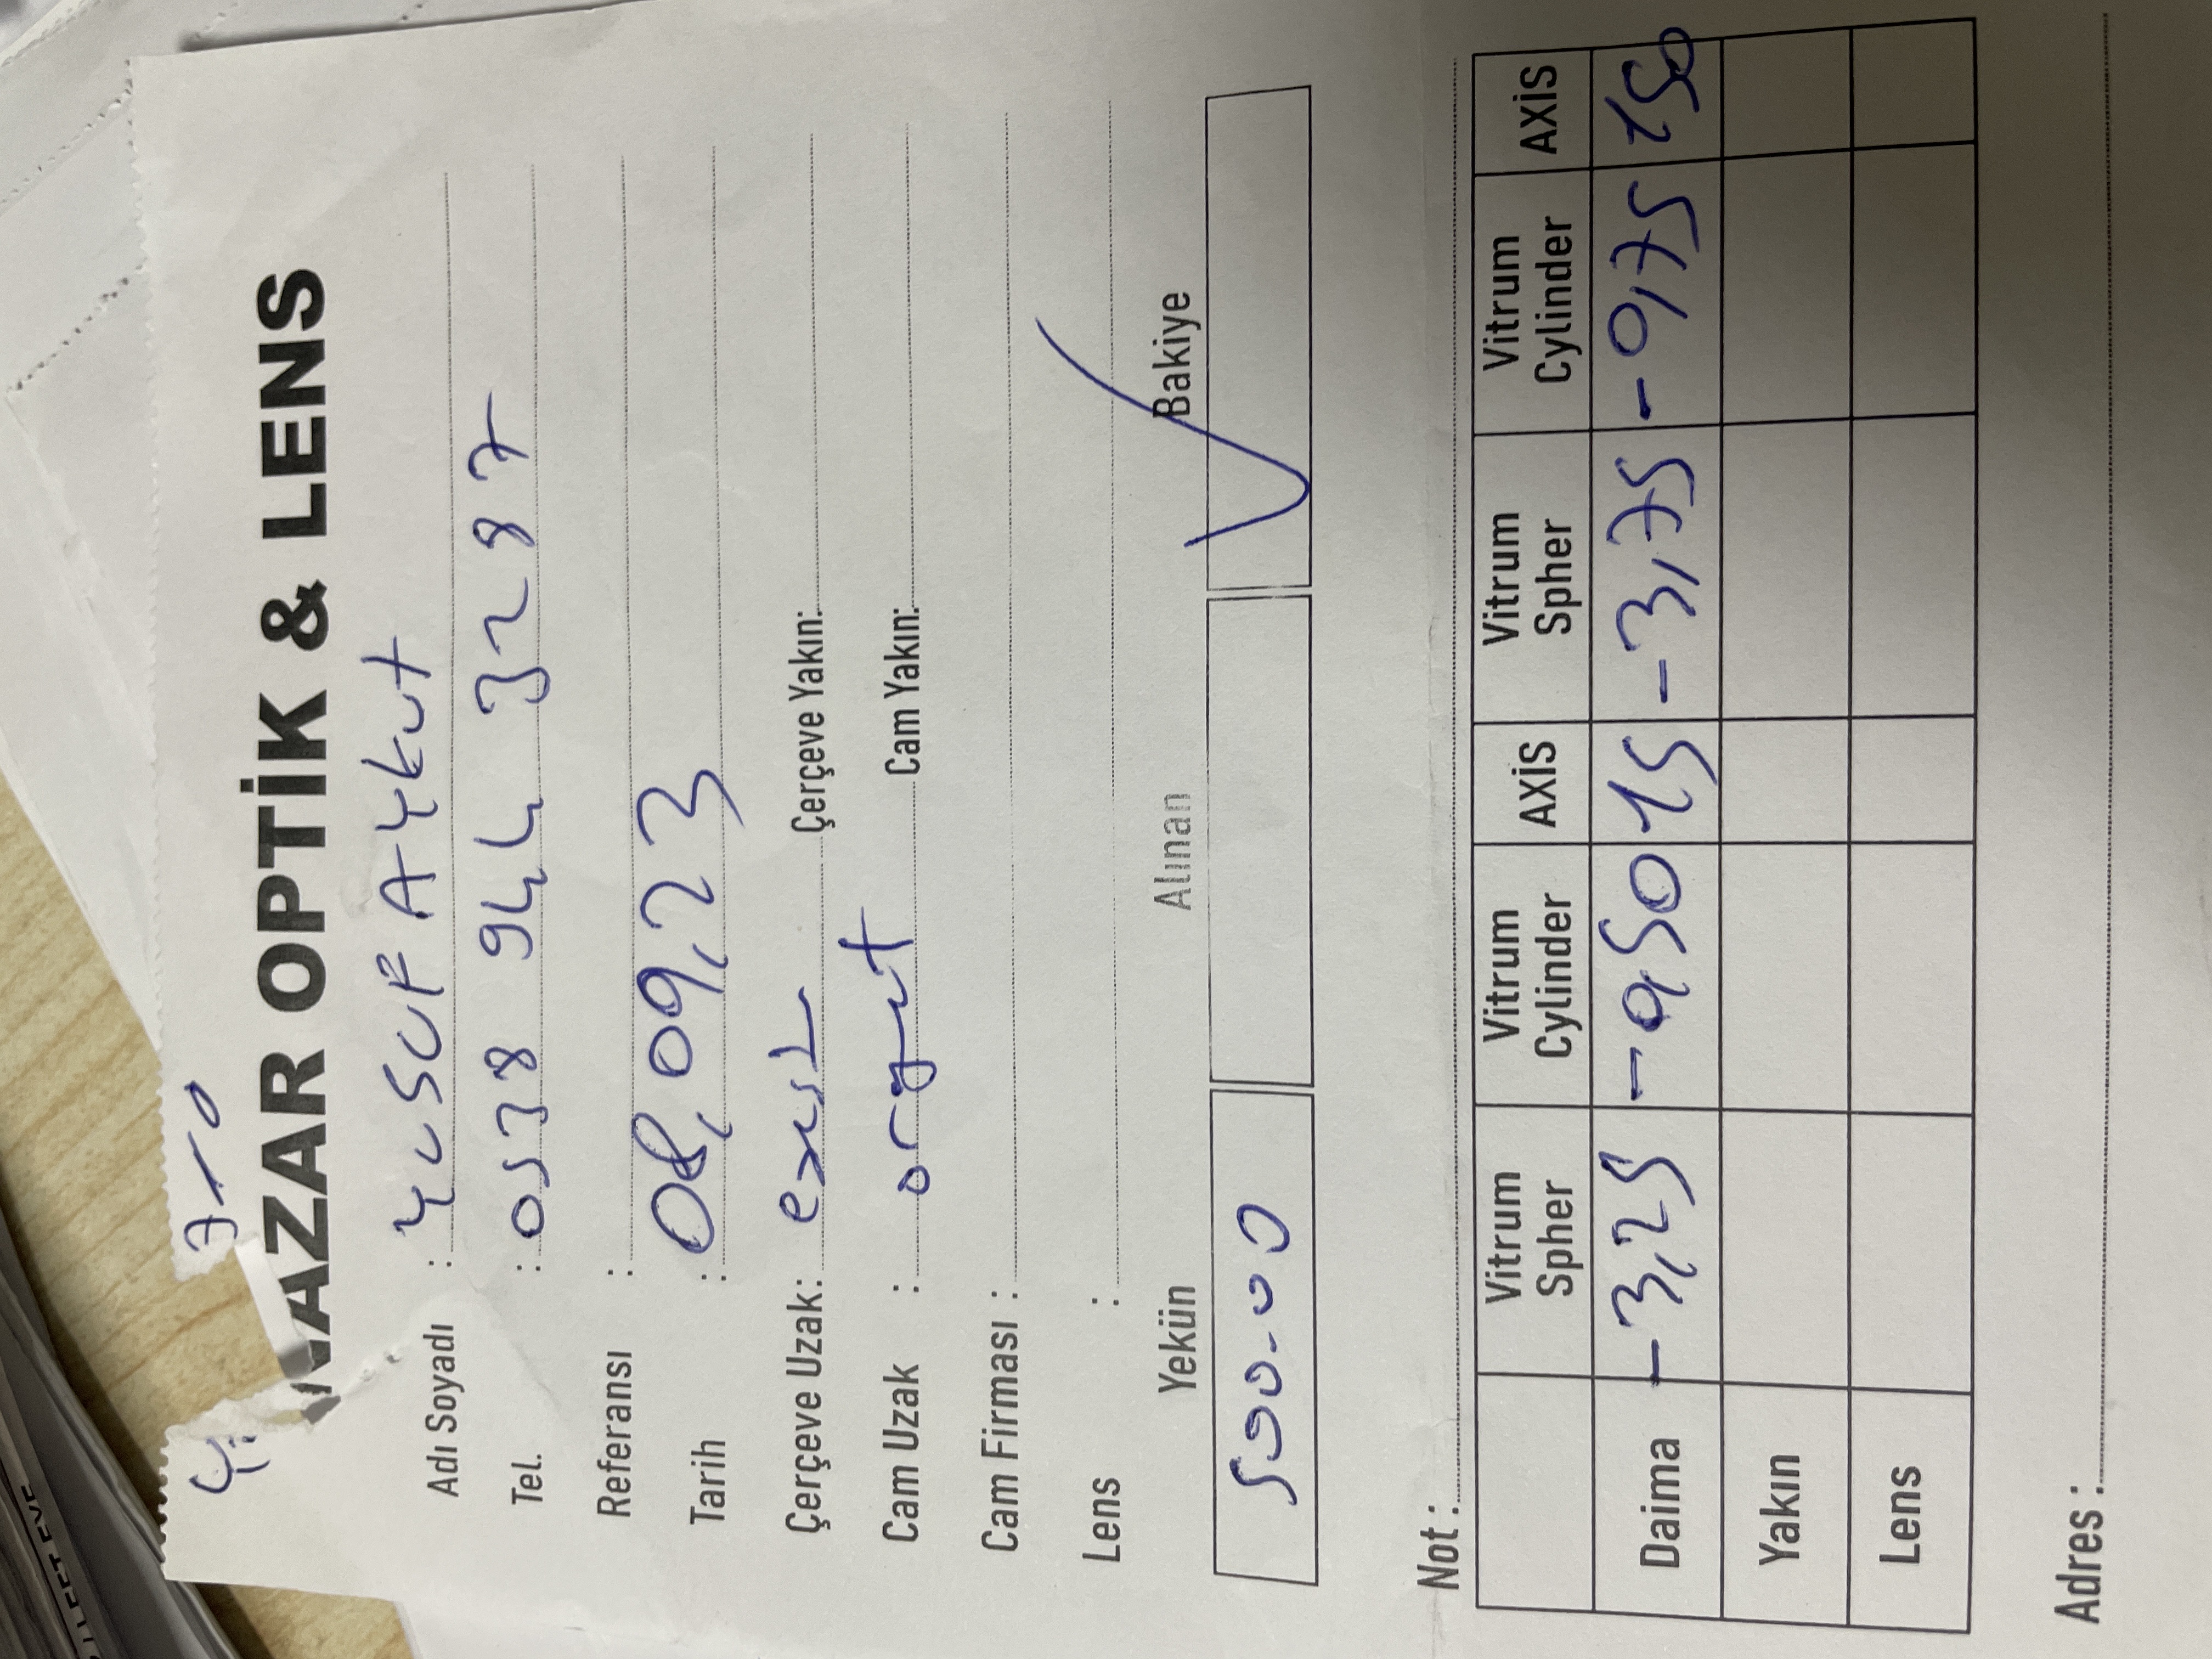 LEFT EYE
NAZAR OPTİK & LENS
Adı Soyadı : YUSUF AYkut
Tel. : 0538 944 3287
Referansı :
Tarih : 08,09,23
Çerçeve Uzak: Çerçeve Yakın:
Cam Uzak : Cam Yakın:
Cam Firması :
Lens :
Yekün Alınan Bakiye
500.00
Not :
Vitrum Spher Vitrum Cylinder AXİS Vitrum Spher Vitrum Cylinder AXİS
Daima -3,25 -0,50 15 -3,75 -0,75 150
Yakın
Lens
Adres :